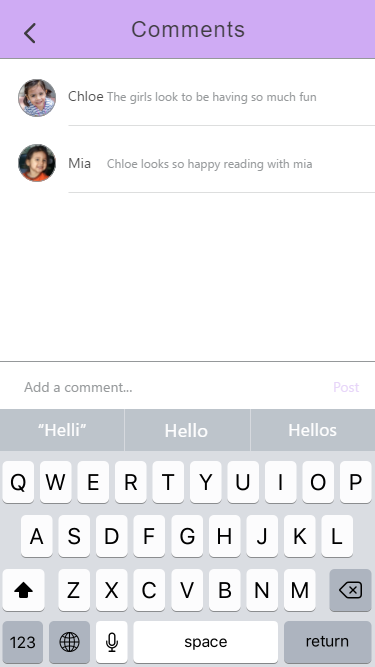 Comments
Chloe The girls look to be having so much fun
Mia Chloe looks so happy reading with mia
Add a comment... Post
“Helli” Hello Hellos
Q W E R T Y U I O P
A S D F G H J K L
Z X C V B N M
123 space return